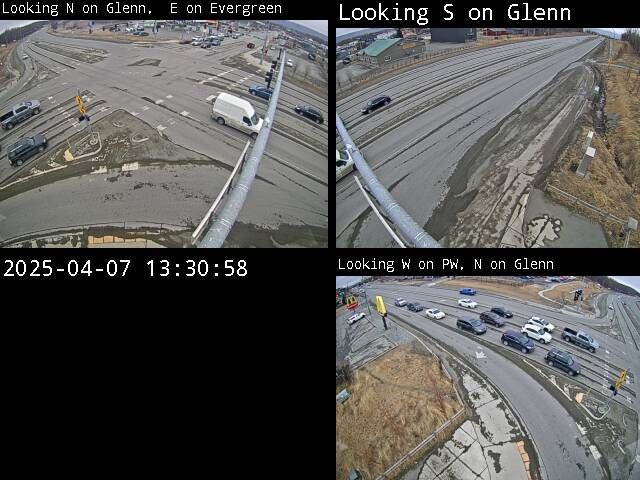 Looking N on Glenn,  E on Evergreen
Looking S on Glenn
2025-04-07 13:30:58
Looking W on PW, N on Glenn